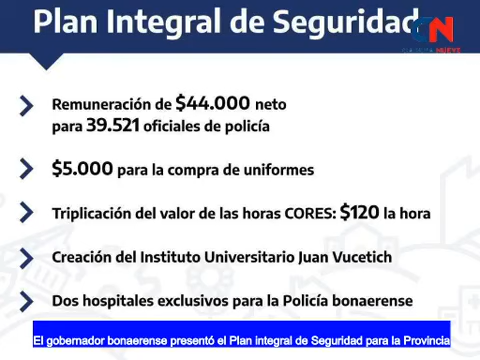 Plan Integral de Seguridad
CN
CADENA NUEVE
Remuneración de $44.000 neto
para 39.521 oficiales de policía
$5.000 para la compra de uniformes
Triplicación del valor de las horas CORES: $120 la hora
Creación del Instituto Universitario Juan Vucetich
Dos hospitales exclusivos para la Policía bonaerense
El gobernador bonaerense presentó el Plan integral de Seguridad para la Provincia